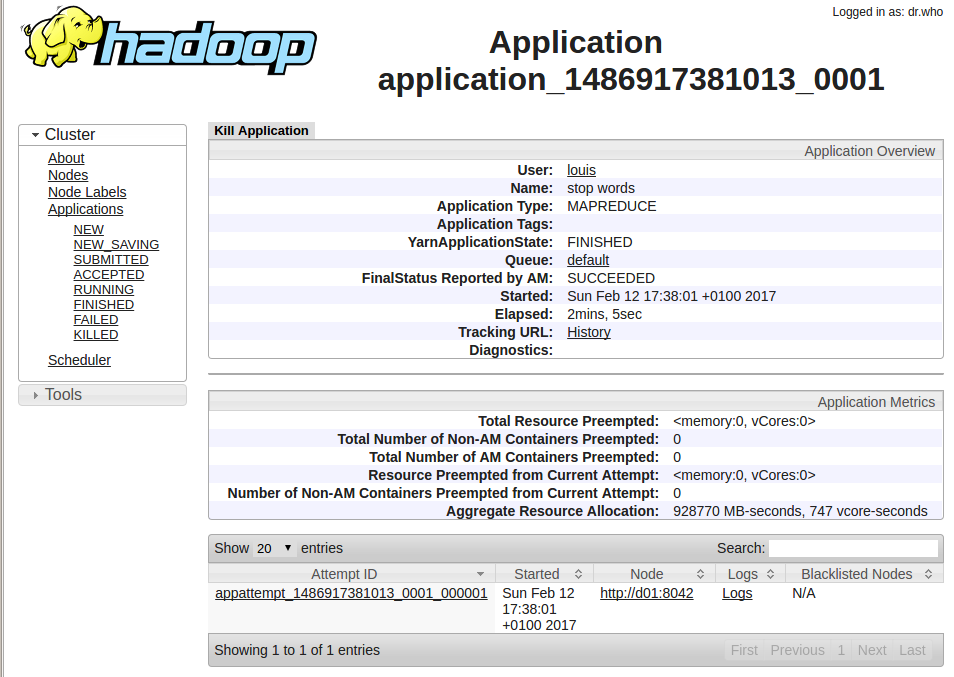 Logged in as: dr.who
hadoop
Application
application_1486917381013_0001
Cluster
About
Nodes
Node Labels
Applications
NEW
NEW_SAVING
SUBMITTED
ACCEPTED
RUNNING
FINISHED
FAILED
KILLED
Scheduler
Tools
Kill Application
Application Overview
User: louis
Name: stop words
Application Type: MAPREDUCE
Application Tags:
YarnApplicationState: FINISHED
Queue: default
FinalStatus Reported by AM: SUCCEEDED
Started: Sun Feb 12 17:38:01 +0100 2017
Elapsed: 2mins, 5sec
Tracking URL: History
Diagnostics:
Application Metrics
Total Resource Preempted: <memory:0, vCores:0>
Total Number of Non-AM Containers Preempted: 0
Total Number of AM Containers Preempted: 0
Resource Preempted from Current Attempt: <memory:0, vCores:0>
Number of Non-AM Containers Preempted from Current Attempt: 0
Aggregate Resource Allocation: 928770 MB-seconds, 747 vcore-seconds
Show 20 entries Search:
Attempt ID Started Node Logs Blacklisted Nodes
appattempt_1486917381013_0001_000001 Sun Feb 12 http://d01:8042 Logs N/A
17:38:01
+0100 2017
Showing 1 to 1 of 1 entries First Previous 1 Next Last